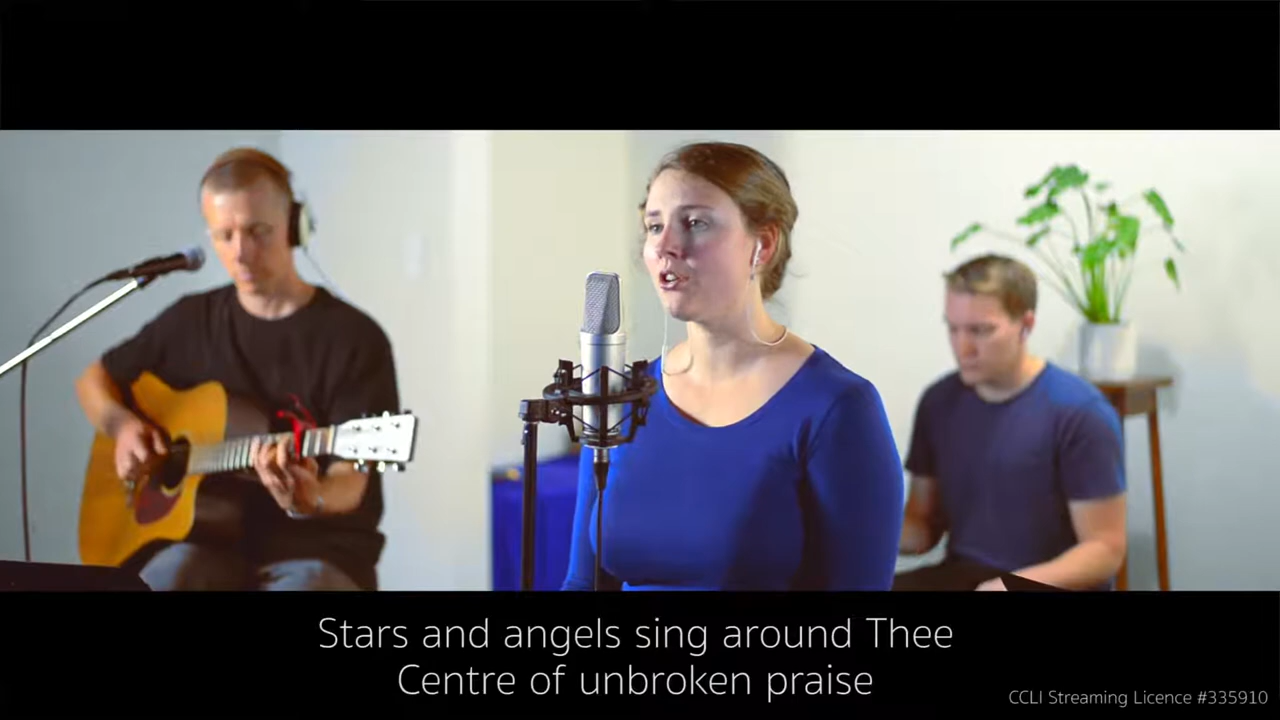 Stars and angels sing around Thee
Centre of unbroken praise
CCLI Streaming Licence #335910